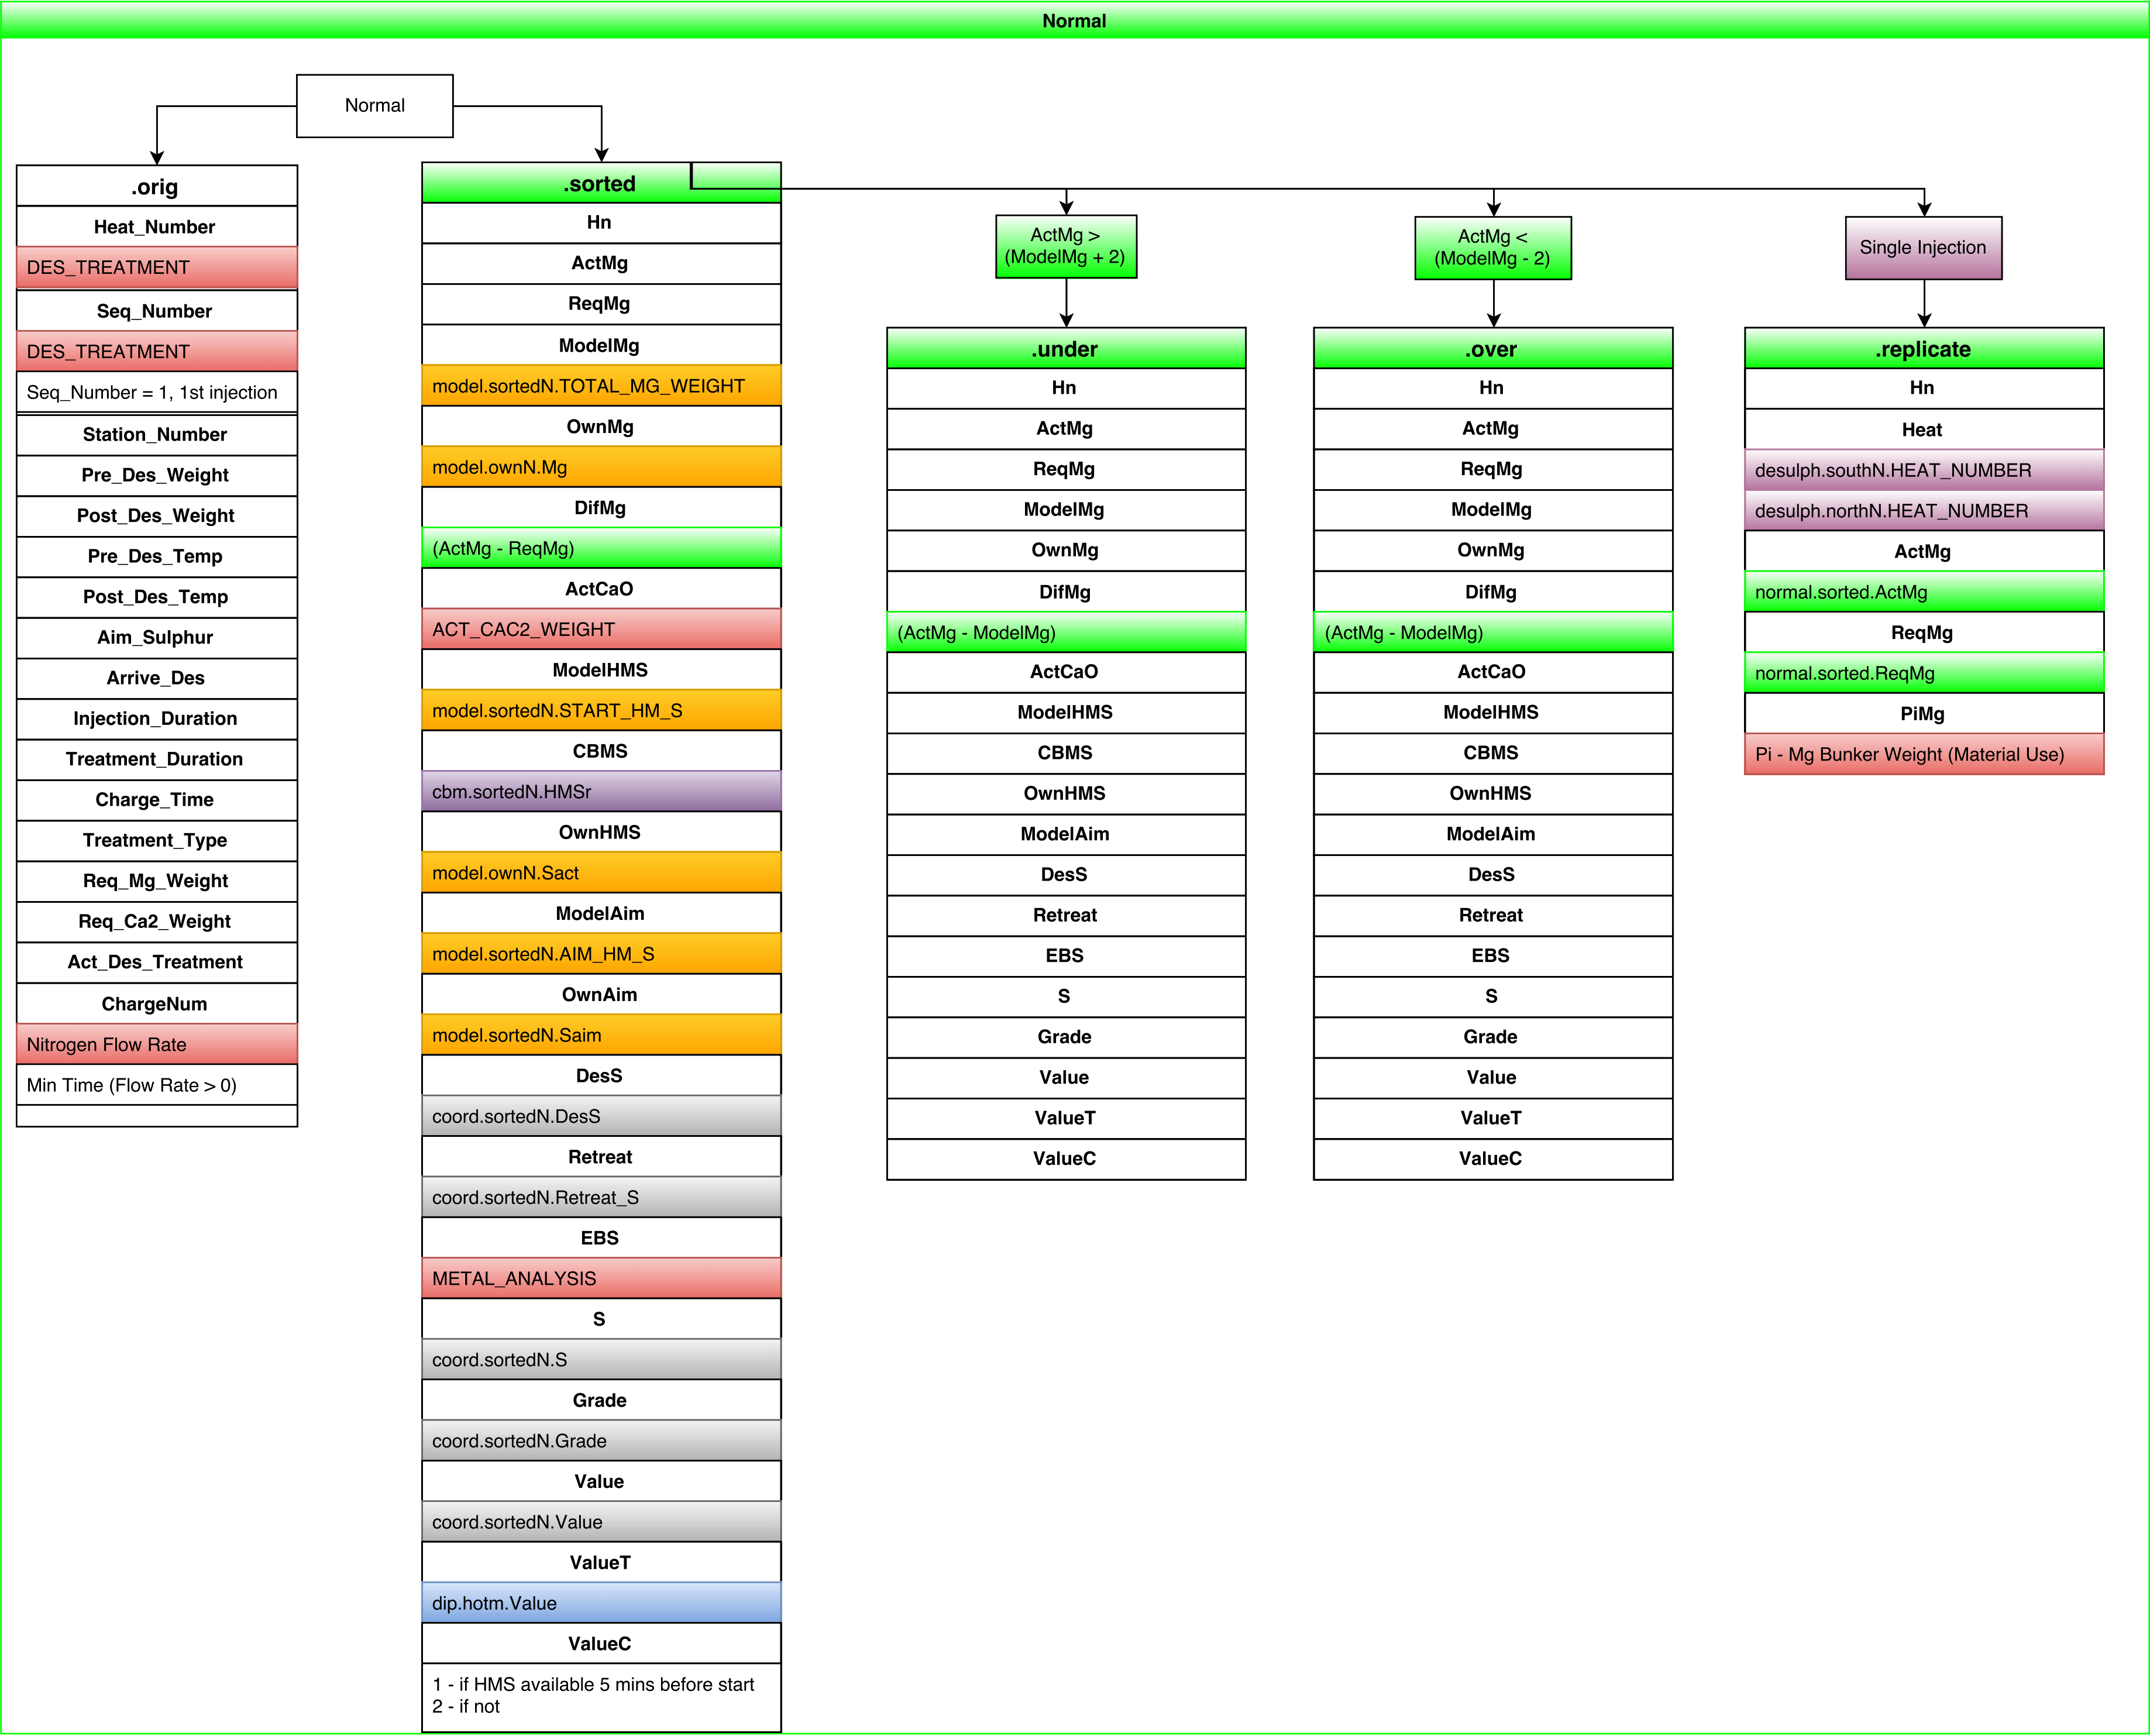 Normal
Normal
.orig
Heat_Number
DES_TREATMENT
Seq_Number
DES_TREATMENT
Seq_Number = 1, 1st injection
Station_Number
Pre_Des_Weight
Post_Des_Weight
Pre_Des_Temp
Post_Des_Temp
Aim_Sulphur
Arrive_Des
Injection_Duration
Treatment_Duration
Charge_Time
Treatment_Type
Req_Mg_Weight
Req_Ca2_Weight
Act_Des_Treatment
ChargeNum
Nitrogen Flow Rate
Min Time (Flow Rate > 0)
.sorted
Hn
ActMg
ReqMg
ModelMg
model.sortedN.TOTAL_MG_WEIGHT
OwnMg
model.ownN.Mg
DifMg
(ActMg - ReqMg)
ActCaO
ACT_CAC2_WEIGHT
ModelHMS
model.sortedN.START_HM_S
CBMS
cbm.sortedN.HMSr
OwnHMS
model.ownN.Sact
ModelAim
model.sortedN.AIM_HM_S
OwnAim
model.sortedN.Saim
DesS
coord.sortedN.DesS
Retreat
coord.sortedN.Retreat_S
EBS
METAL_ANALYSIS
S
coord.sortedN.S
Grade
coord.sortedN.Grade
Value
coord.sortedN.Value
ValueT
dip.hotm.Value
ValueC
1 - if HMS available 5 mins before start
2 - if not
ActMg >
(ModelMg + 2)
.under
Hn
ActMg
ReqMg
ModelMg
OwnMg
DifMg
(ActMg - ModelMg)
ActCaO
ModelHMS
CBMS
OwnHMS
ModelAim
DesS
Retreat
EBS
S
Grade
Value
ValueT
ValueC
ActMg <
(ModelMg - 2)
.over
Hn
ActMg
ReqMg
ModelMg
OwnMg
DifMg
(ActMg - ModelMg)
ActCaO
ModelHMS
CBMS
OwnHMS
ModelAim
DesS
Retreat
EBS
S
Grade
Value
ValueT
ValueC
Single Injection
.replicate
Hn
Heat
desulph.southN.HEAT_NUMBER
desulph.northN.HEAT_NUMBER
ActMg
normal.sorted.ActMg
ReqMg
normal.sorted.ReqMg
PiMg
Pi - Mg Bunker Weight (Material Use)